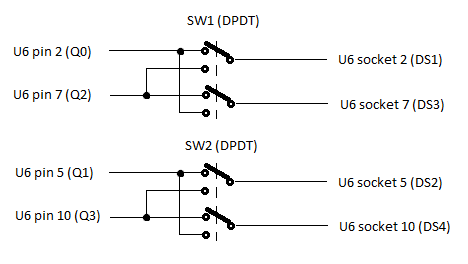 SW1 (DPDT)
U6 pin 2 (Q0)
U6 socket 2 (DS1)
U6 pin 7 (Q2)
U6 socket 7 (DS3)
SW2 (DPDT)
U6 pin 5 (Q1)
U6 socket 5 (DS2)
U6 pin 10 (Q3)
U6 socket 10 (DS4)